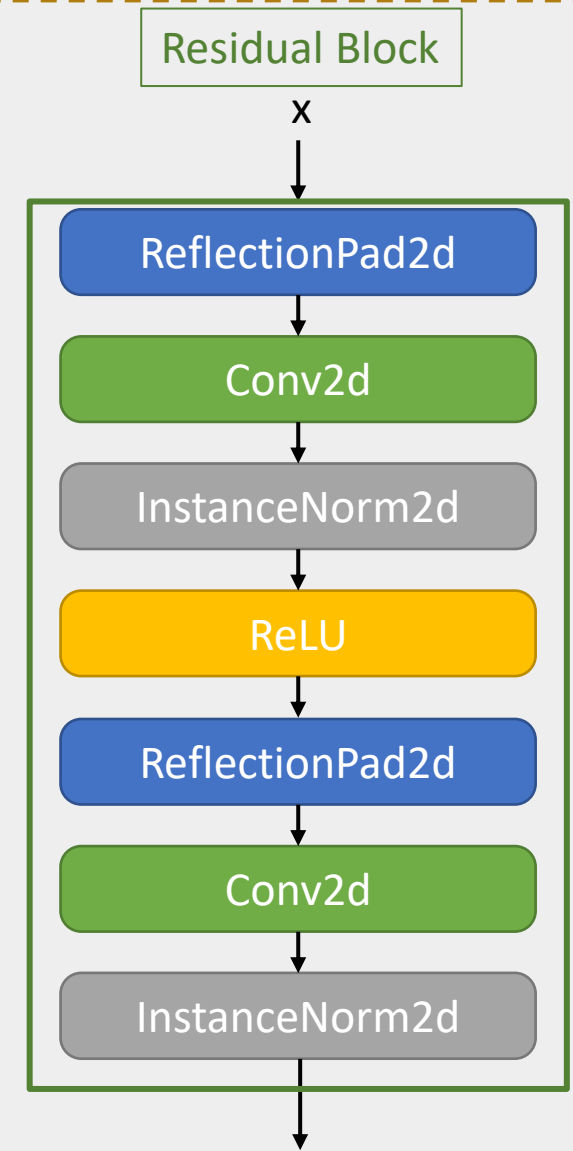 Residual Block
x
ReflectionPad2d
Conv2d
InstanceNorm2d
ReLU
ReflectionPad2d
Conv2d
InstanceNorm2d